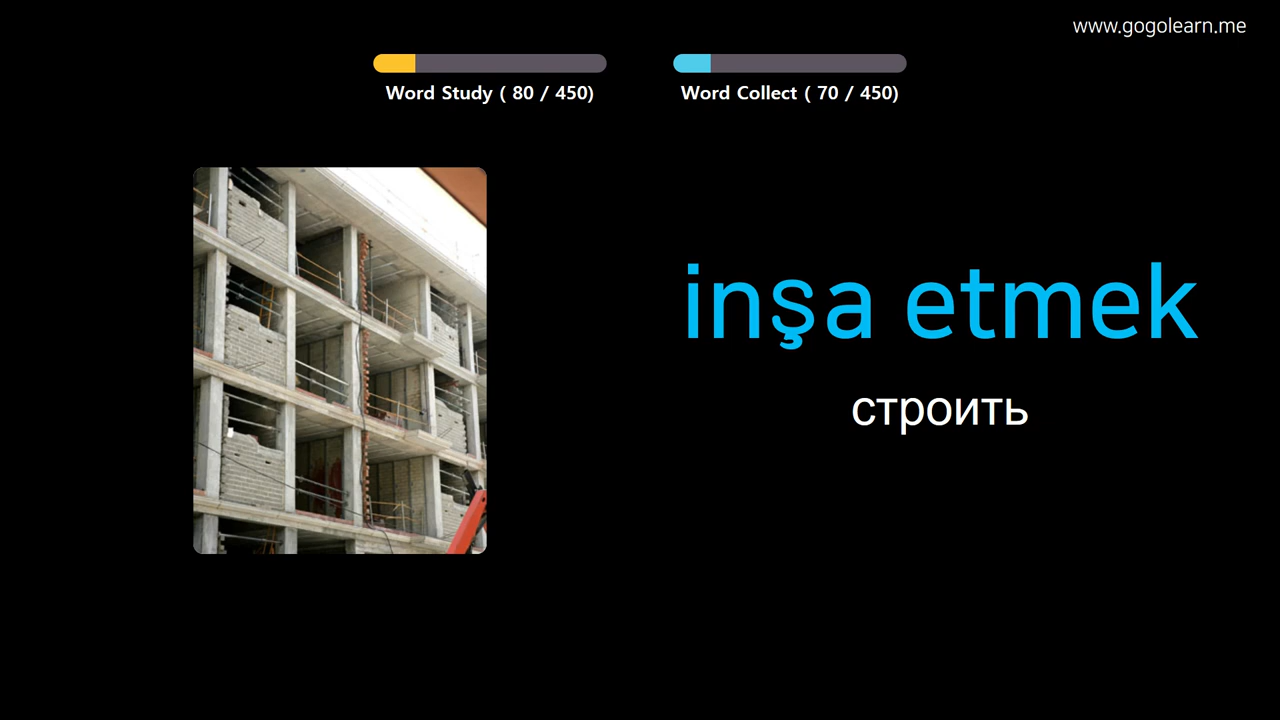 www.gogolearn.me
Word Study ( 80 / 450)
Word Collect ( 70 / 450)
inşa etmek
строить